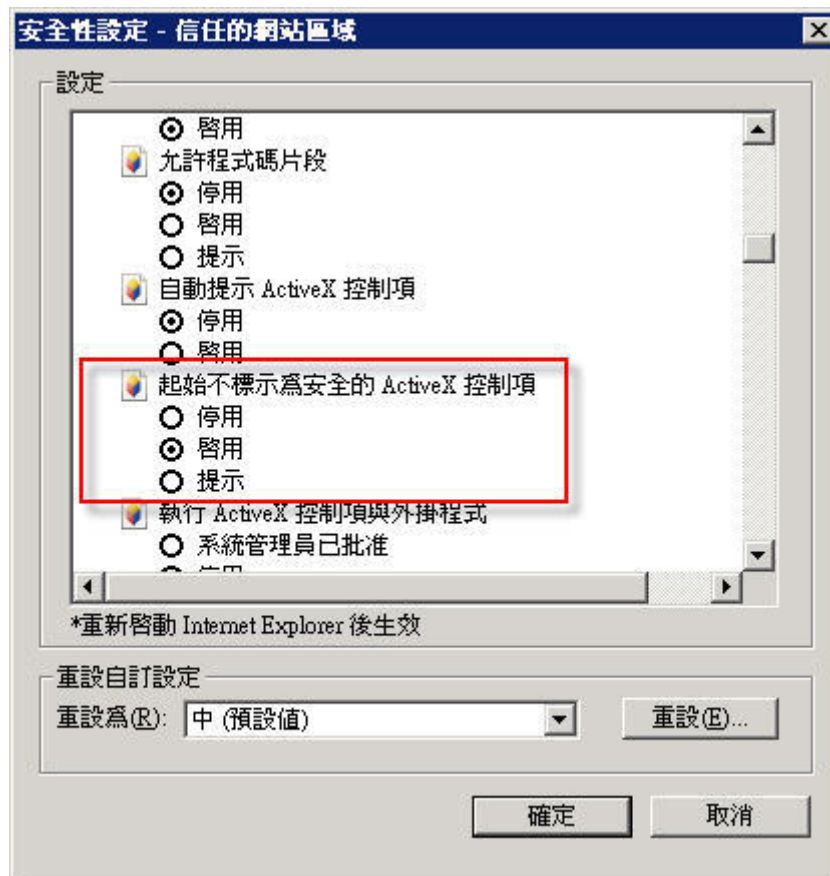 安全性設定 - 信任的網站區域
設定
啓用
允許程式碼片段
停用
啓用
提示
自動提示 ActiveX 控制項
停用
啓用
起始不標示爲安全的 ActiveX 控制項
停用
啓用
提示
執行 ActiveX 控制項與外掛程式
系統管理員已批准
*重新啓動 Internet Explorer 後生效
重設自訂設定
重設爲(R): 中 (預設值) 重設(E)...
確定 取消